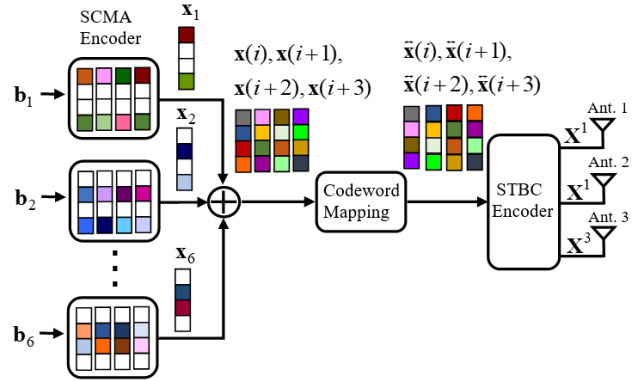 SCMA
Encoder
x₁
b₁
x(i), x(i+1),
x(i+2), x(i+3)
ẍ(i), ẍ(i+1),
ẍ(i+2), ẍ(i+3)
x₂
b₂
Codeword
Mapping
STBC
Encoder
Ant. 1
X¹
Ant. 2
X¹
Ant. 3
X³
x₆
b₆